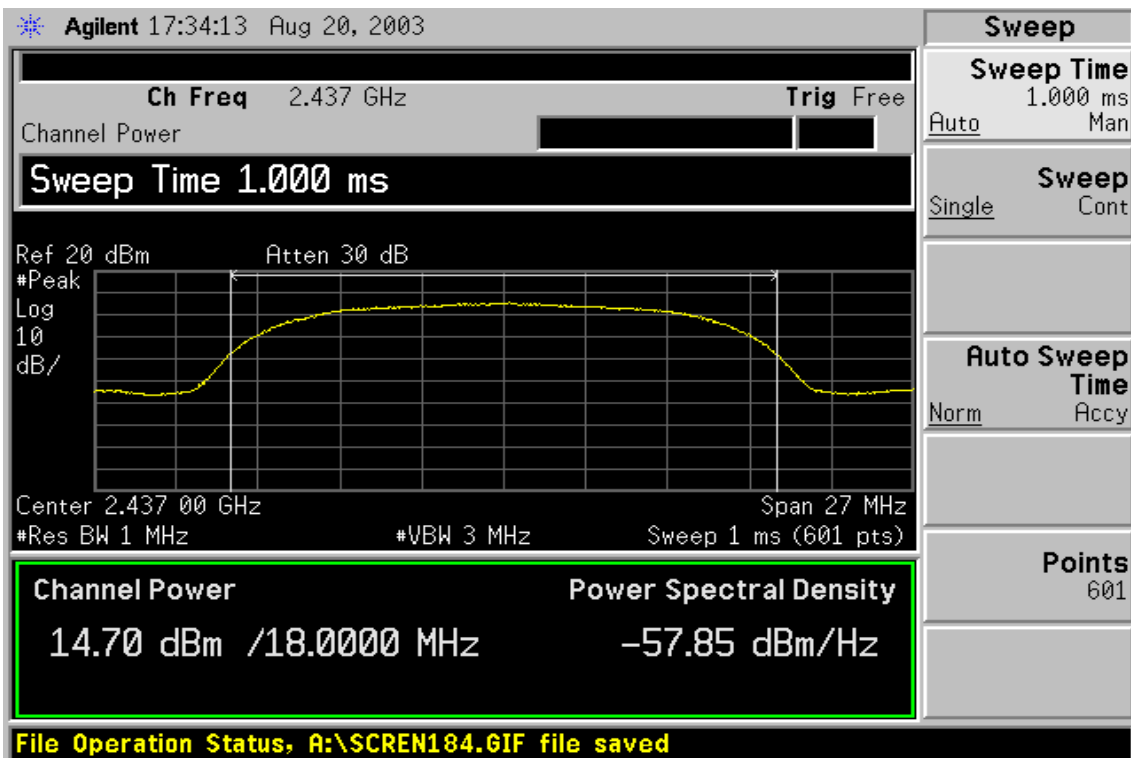 Agilent 17:34:13 Aug 20, 2003
Ch Freq 2.437 GHz Trig Free
Channel Power
Sweep Time 1.000 ms
Ref 20 dBm Atten 30 dB
#Peak
Log
10
dB/
Center 2.437 00 GHz Span 27 MHz
#Res BW 1 MHz #VBW 3 MHz Sweep 1 ms (601 pts)
Channel Power Power Spectral Density
14.70 dBm /18.0000 MHz -57.85 dBm/Hz
File Operation Status, A:\SCREN184.GIF file saved
Sweep
Sweep Time
1.000 ms
Auto Man
Sweep
Single Cont
Auto Sweep
Time
Norm Accy
Points
601